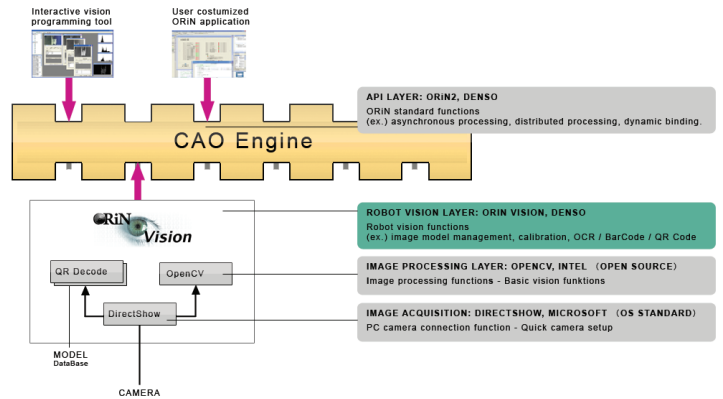 Interactive vision
programming tool
User costumized
ORiN application
API LAYER: ORiN2, DENSO
ORiN standard functions
(ex.) asynchronous processing, distributed processing, dynamic binding.
CAO Engine
ROBOT VISION LAYER: ORIN VISION, DENSO
Robot vision functions
(ex.) image model management, calibration, OCR / BarCode / QR Code
ORiN
Vision
QR Decode
OpenCV
IMAGE PROCESSING LAYER: OPENCV, INTEL （OPEN SOURCE）
Image processing functions - Basic vision funktions
DirectShow
IMAGE ACQUISITION: DIRECTSHOW, MICROSOFT （OS STANDARD）
PC camera connection function - Quick camera setup
MODEL
DataBase
CAMERA